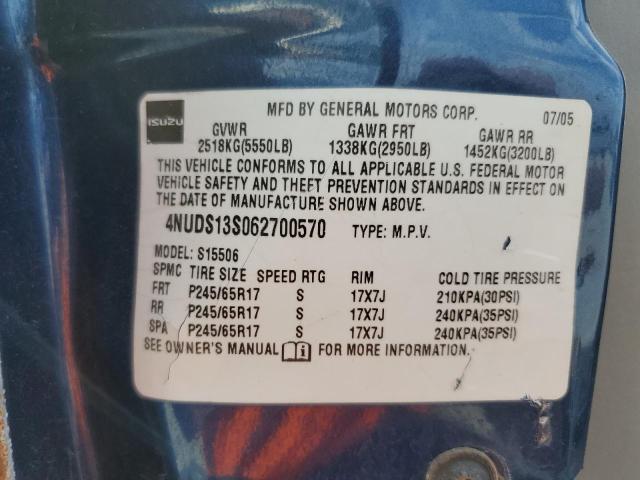 MFD BY GENERAL MOTORS CORP. 07/05
ISUZU
GVWR GAWR FRT GAWR RR
2518KG(5550LB) 1338KG(2950LB) 1452KG(3200LB)
THIS VEHICLE CONFORMS TO ALL APPLICABLE U.S. FEDERAL MOTOR
VEHICLE SAFETY AND THEFT PREVENTION STANDARDS IN EFFECT ON
THE DATE OF MANUFACTURE SHOWN ABOVE.
4NUDS13S062700570 TYPE: M.P.V.
MODEL: S15506
SPMC TIRE SIZE SPEED RTG RIM COLD TIRE PRESSURE
FRT P245/65R17 S 17X7J 210KPA(30PSI)
RR P245/65R17 S 17X7J 240KPA(35PSI)
SPA P245/65R17 S 17X7J 240KPA(35PSI)
SEE OWNER'S MANUAL FOR MORE INFORMATION.